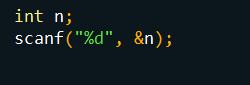 int n;
scanf("%d", &n);